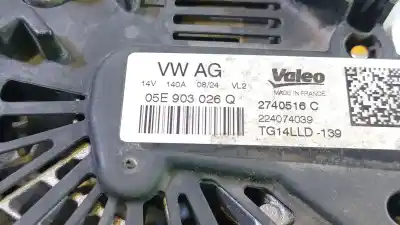 VW AG
14V 140A 08/24 VL2
05E 903 026 Q
Valeo
MADE IN FRANCE
2740516 C
224074039
TG14LLD -139